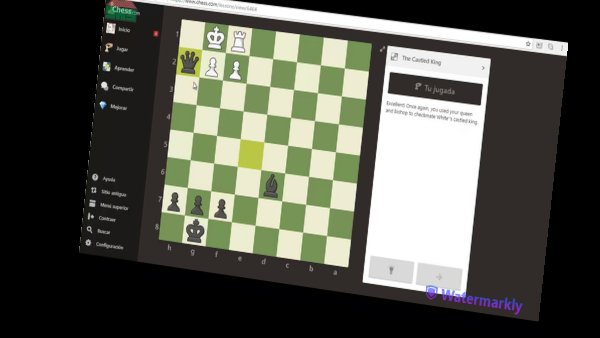 Chess.com
The Castled King
Inicio
Jugar
Tu jugada
Aprender
Compartir
Mejorar
Excellent! Once again, you used your queen
and bishop to checkmate White's castled king.
1
2
3
4
5
6
7
8
h g f e d c b a
Ayuda
Sitio antiguo
Menú superior
Contraer
Buscar
Configuración
Watermarkly